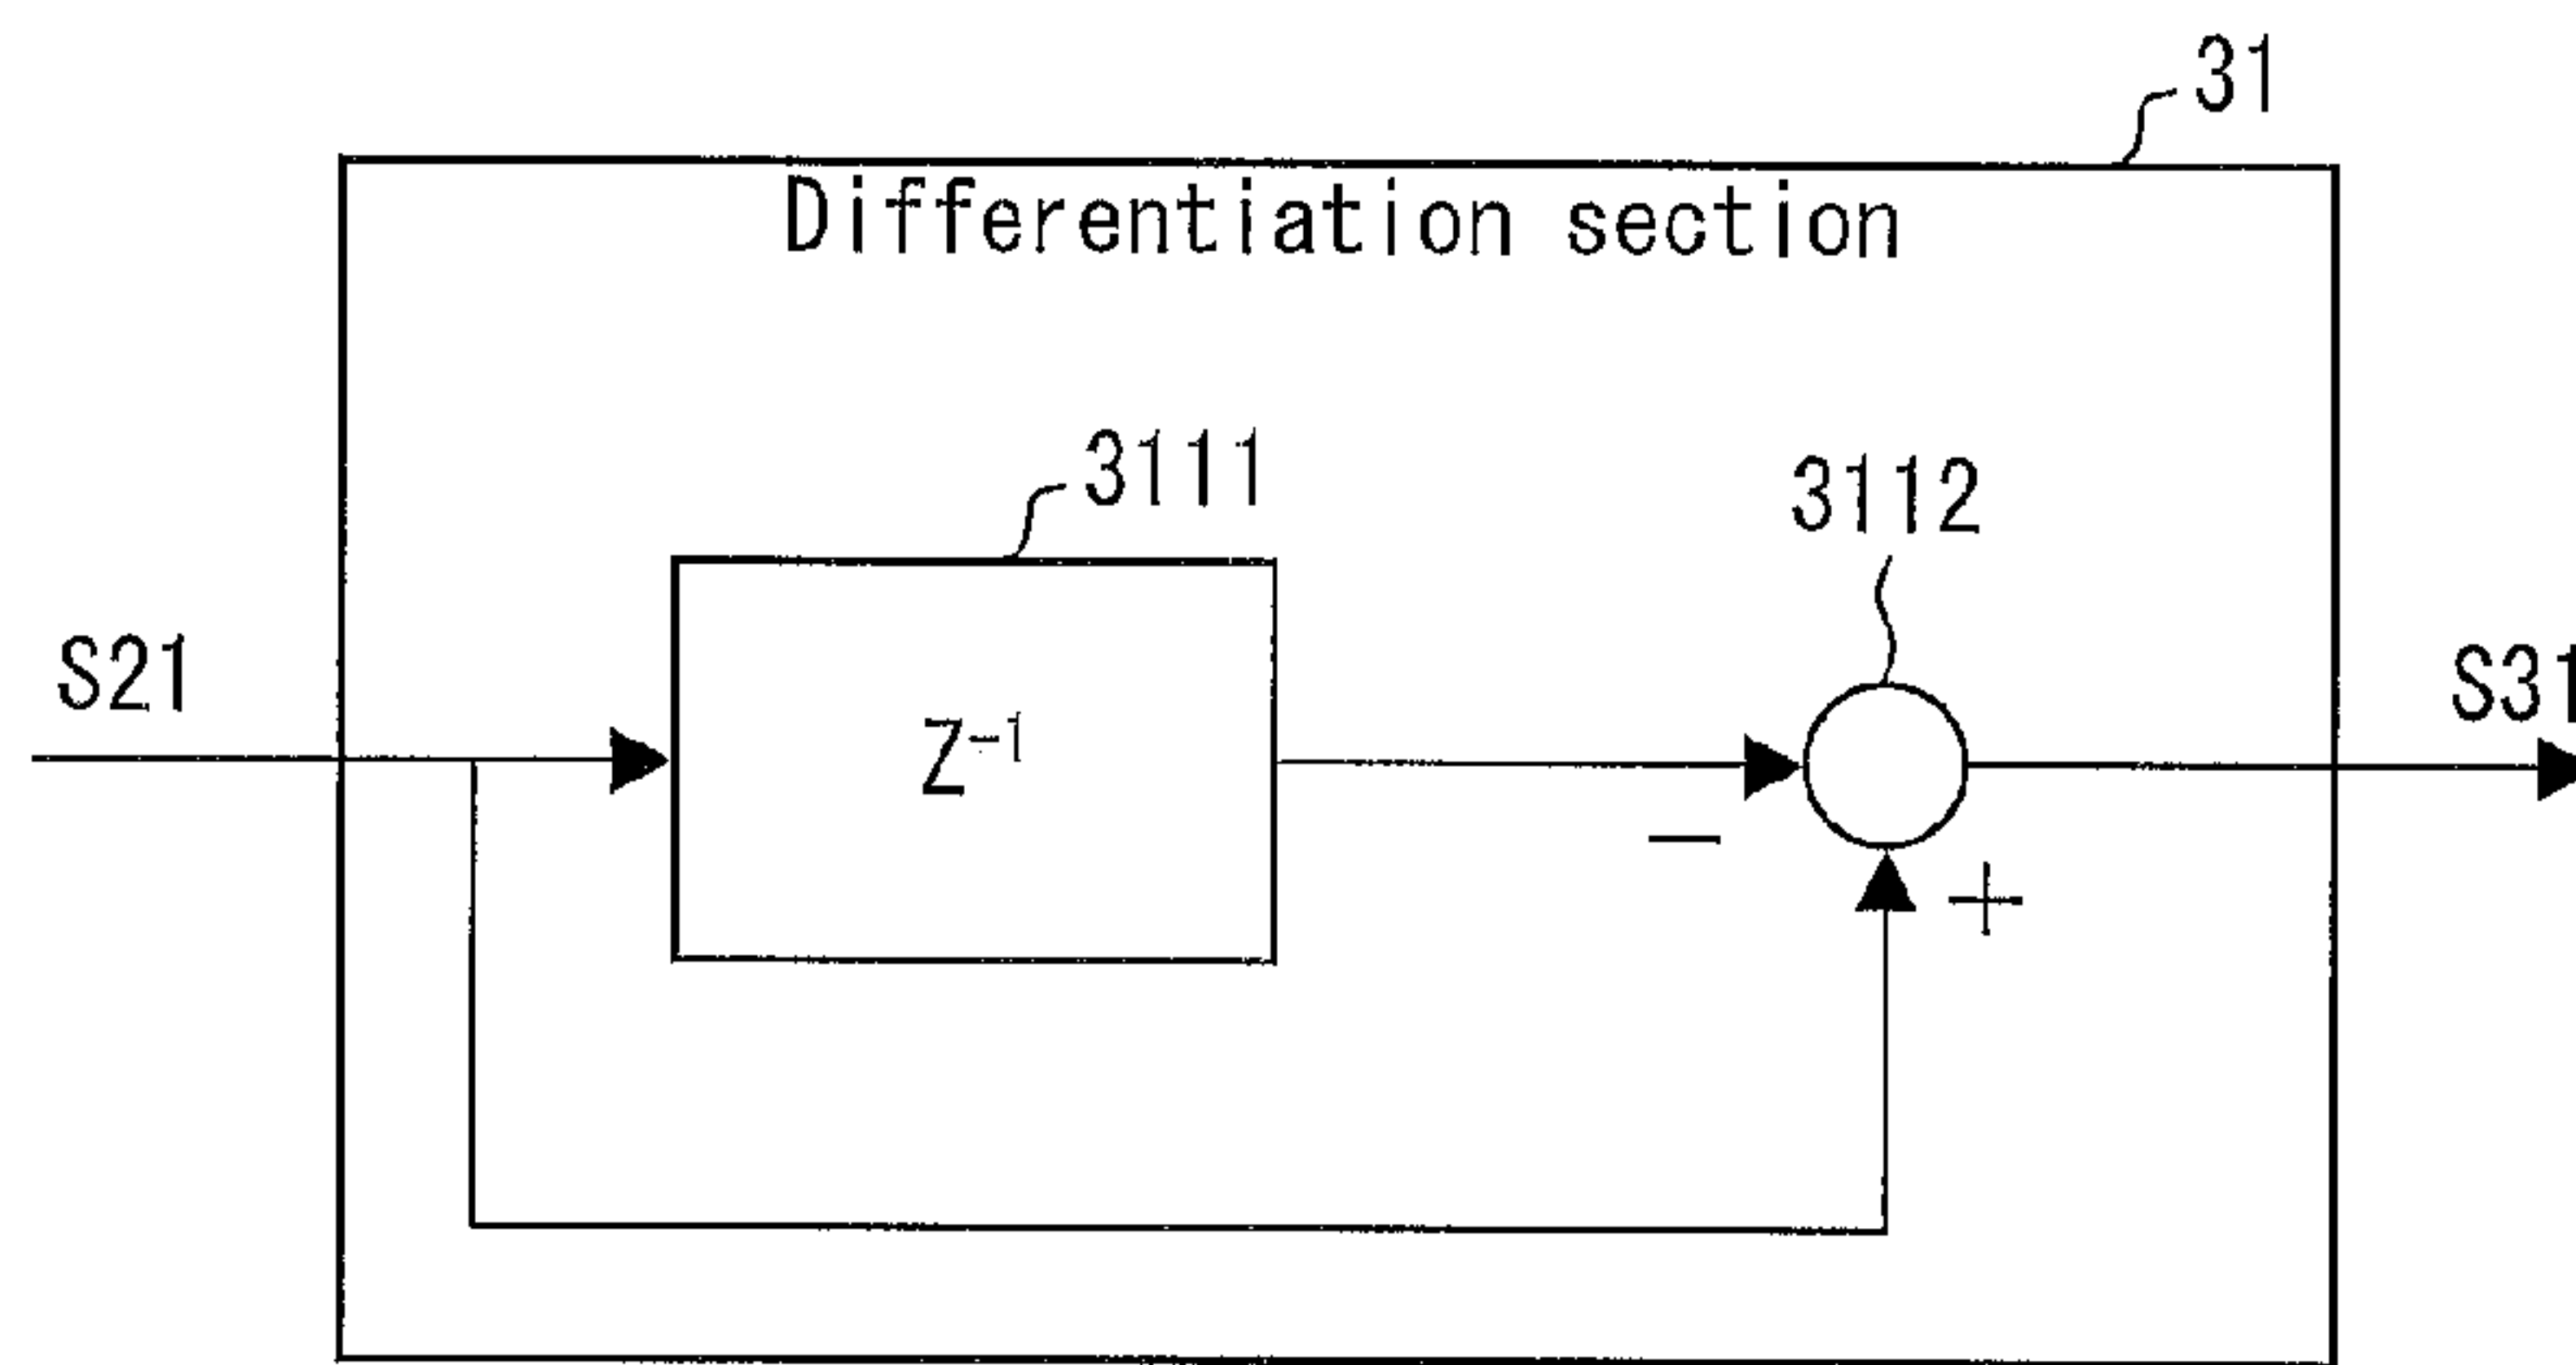 31
Differentiation section
3111
3112
S21
S31
Z⁻¹
−
+